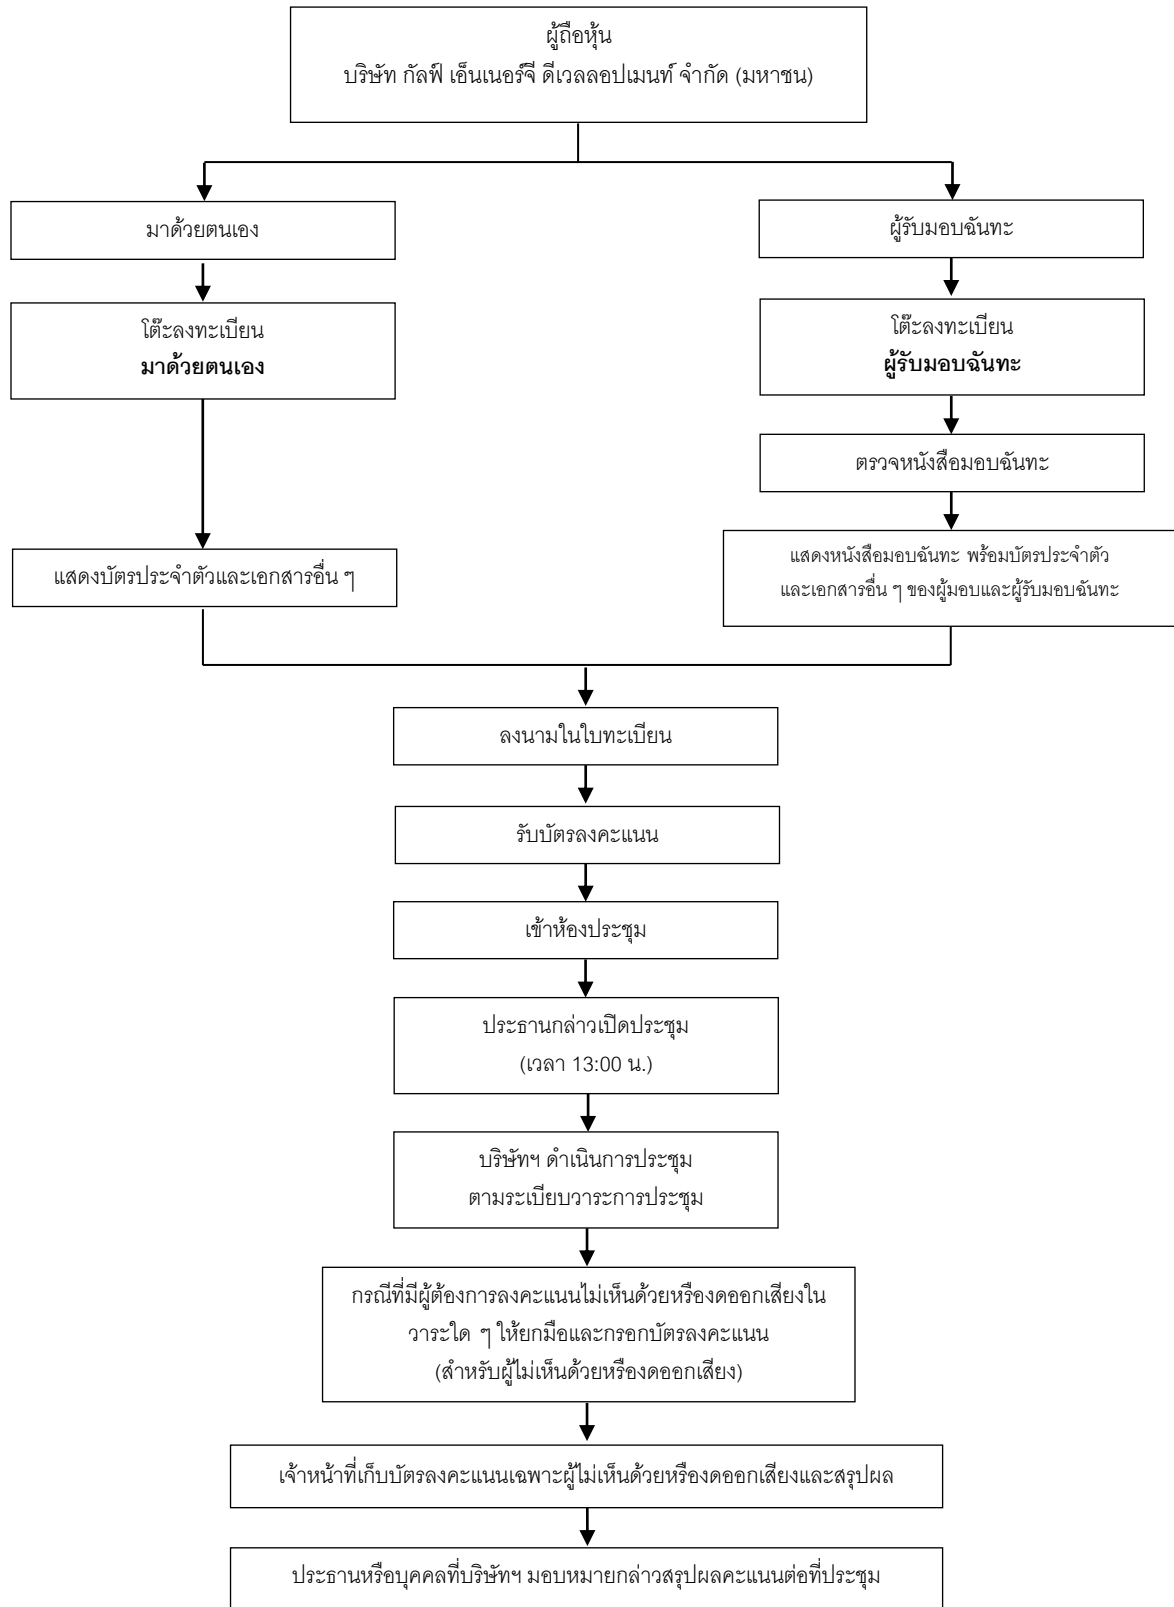 ผู้ถือหุ้น
บริษัท กัลฟ์ เอ็นเนอร์จี ดีเวลลอปเมนท์ จำกัด (มหาชน)
มาด้วยตนเอง
ผู้รับมอบฉันทะ
โต๊ะลงทะเบียน
มาด้วยตนเอง
โต๊ะลงทะเบียน
ผู้รับมอบฉันทะ
ตรวจหนังสือมอบฉันทะ
แสดงบัตรประจำตัวและเอกสารอื่น ๆ
แสดงหนังสือมอบฉันทะ พร้อมบัตรประจำตัว
และเอกสารอื่น ๆ ของผู้มอบและผู้รับมอบฉันทะ
ลงนามในใบทะเบียน
รับบัตรลงคะแนน
เข้าห้องประชุม
ประธานกล่าวเปิดประชุม
(เวลา 13:00 น.)
บริษัทฯ ดำเนินการประชุม
ตามระเบียบวาระการประชุม
กรณีที่มีผู้ต้องการลงคะแนนไม่เห็นด้วยหรืองดออกเสียงใน
วาระใด ๆ ให้ยกมือและกรอกบัตรลงคะแนน
(สำหรับผู้ไม่เห็นด้วยหรืองดออกเสียง)
เจ้าหน้าที่เก็บบัตรลงคะแนนเฉพาะผู้ไม่เห็นด้วยหรืองดออกเสียงและสรุปผล
ประธานหรือบุคคลที่บริษัทฯ มอบหมายกล่าวสรุปผลคะแนนต่อที่ประชุม